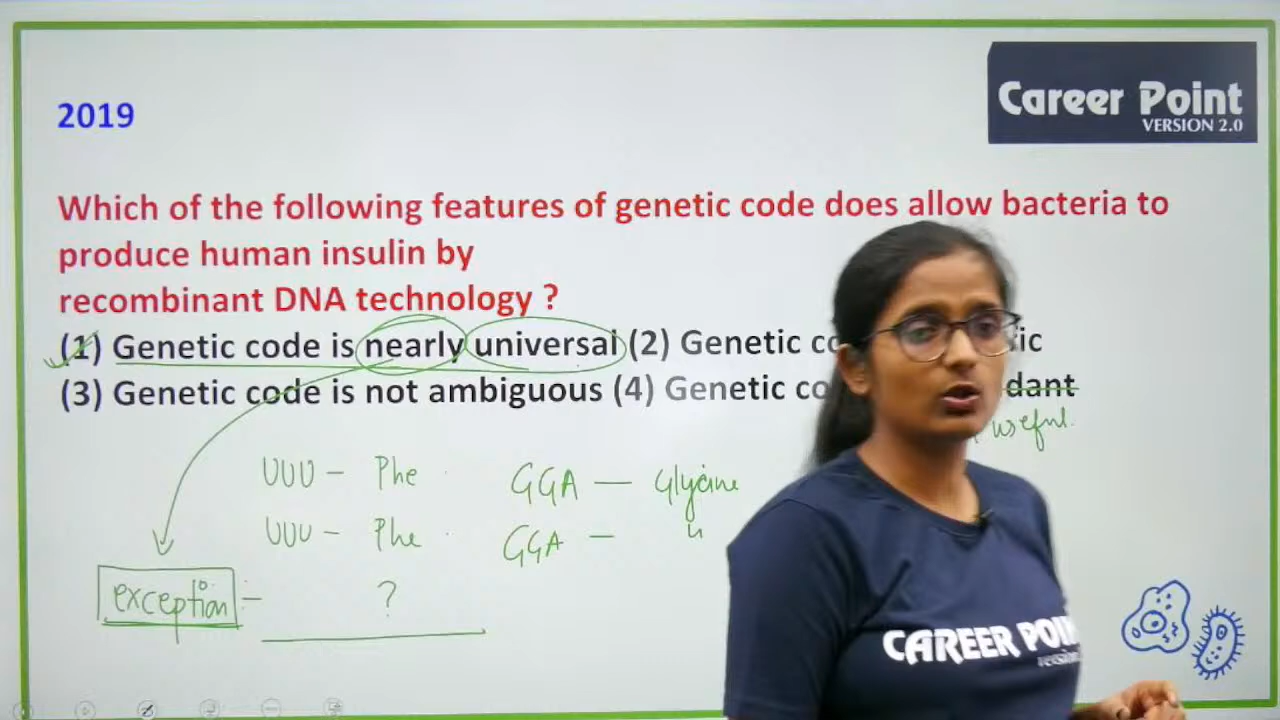 Career Point
VERSION 2.0
2019
Which of the following features of genetic code does allow bacteria to
produce human insulin by
recombinant DNA technology ?
(1) Genetic code is nearly universal (2) Genetic
(3) Genetic code is not ambiguous (4) Genetic
useful.
UUU - Phe GGA - Glycine
UUU - Phe GGA - "
exception :- ?
CAREER POINT